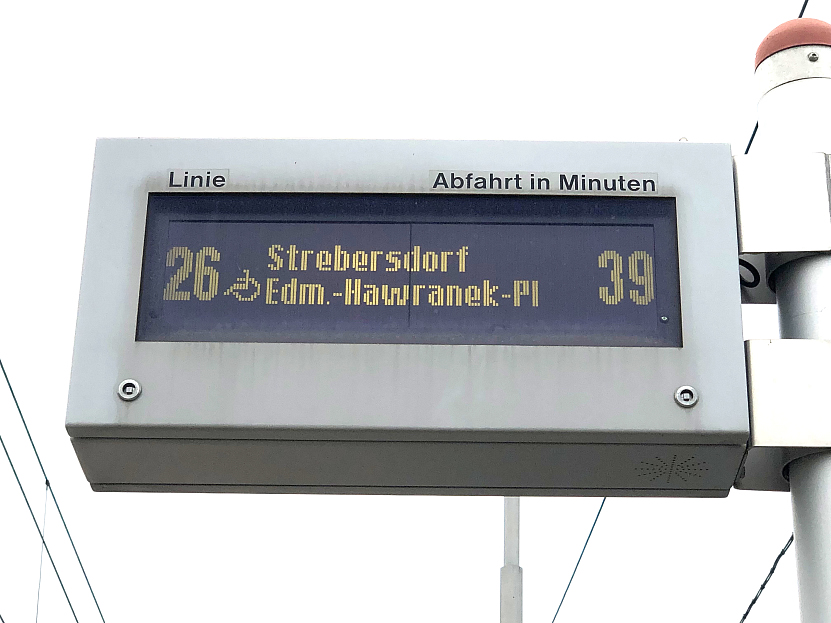 Linie Abfahrt in Minuten
26 Strebersdorf 39
Edm.-Hawranek-Pl